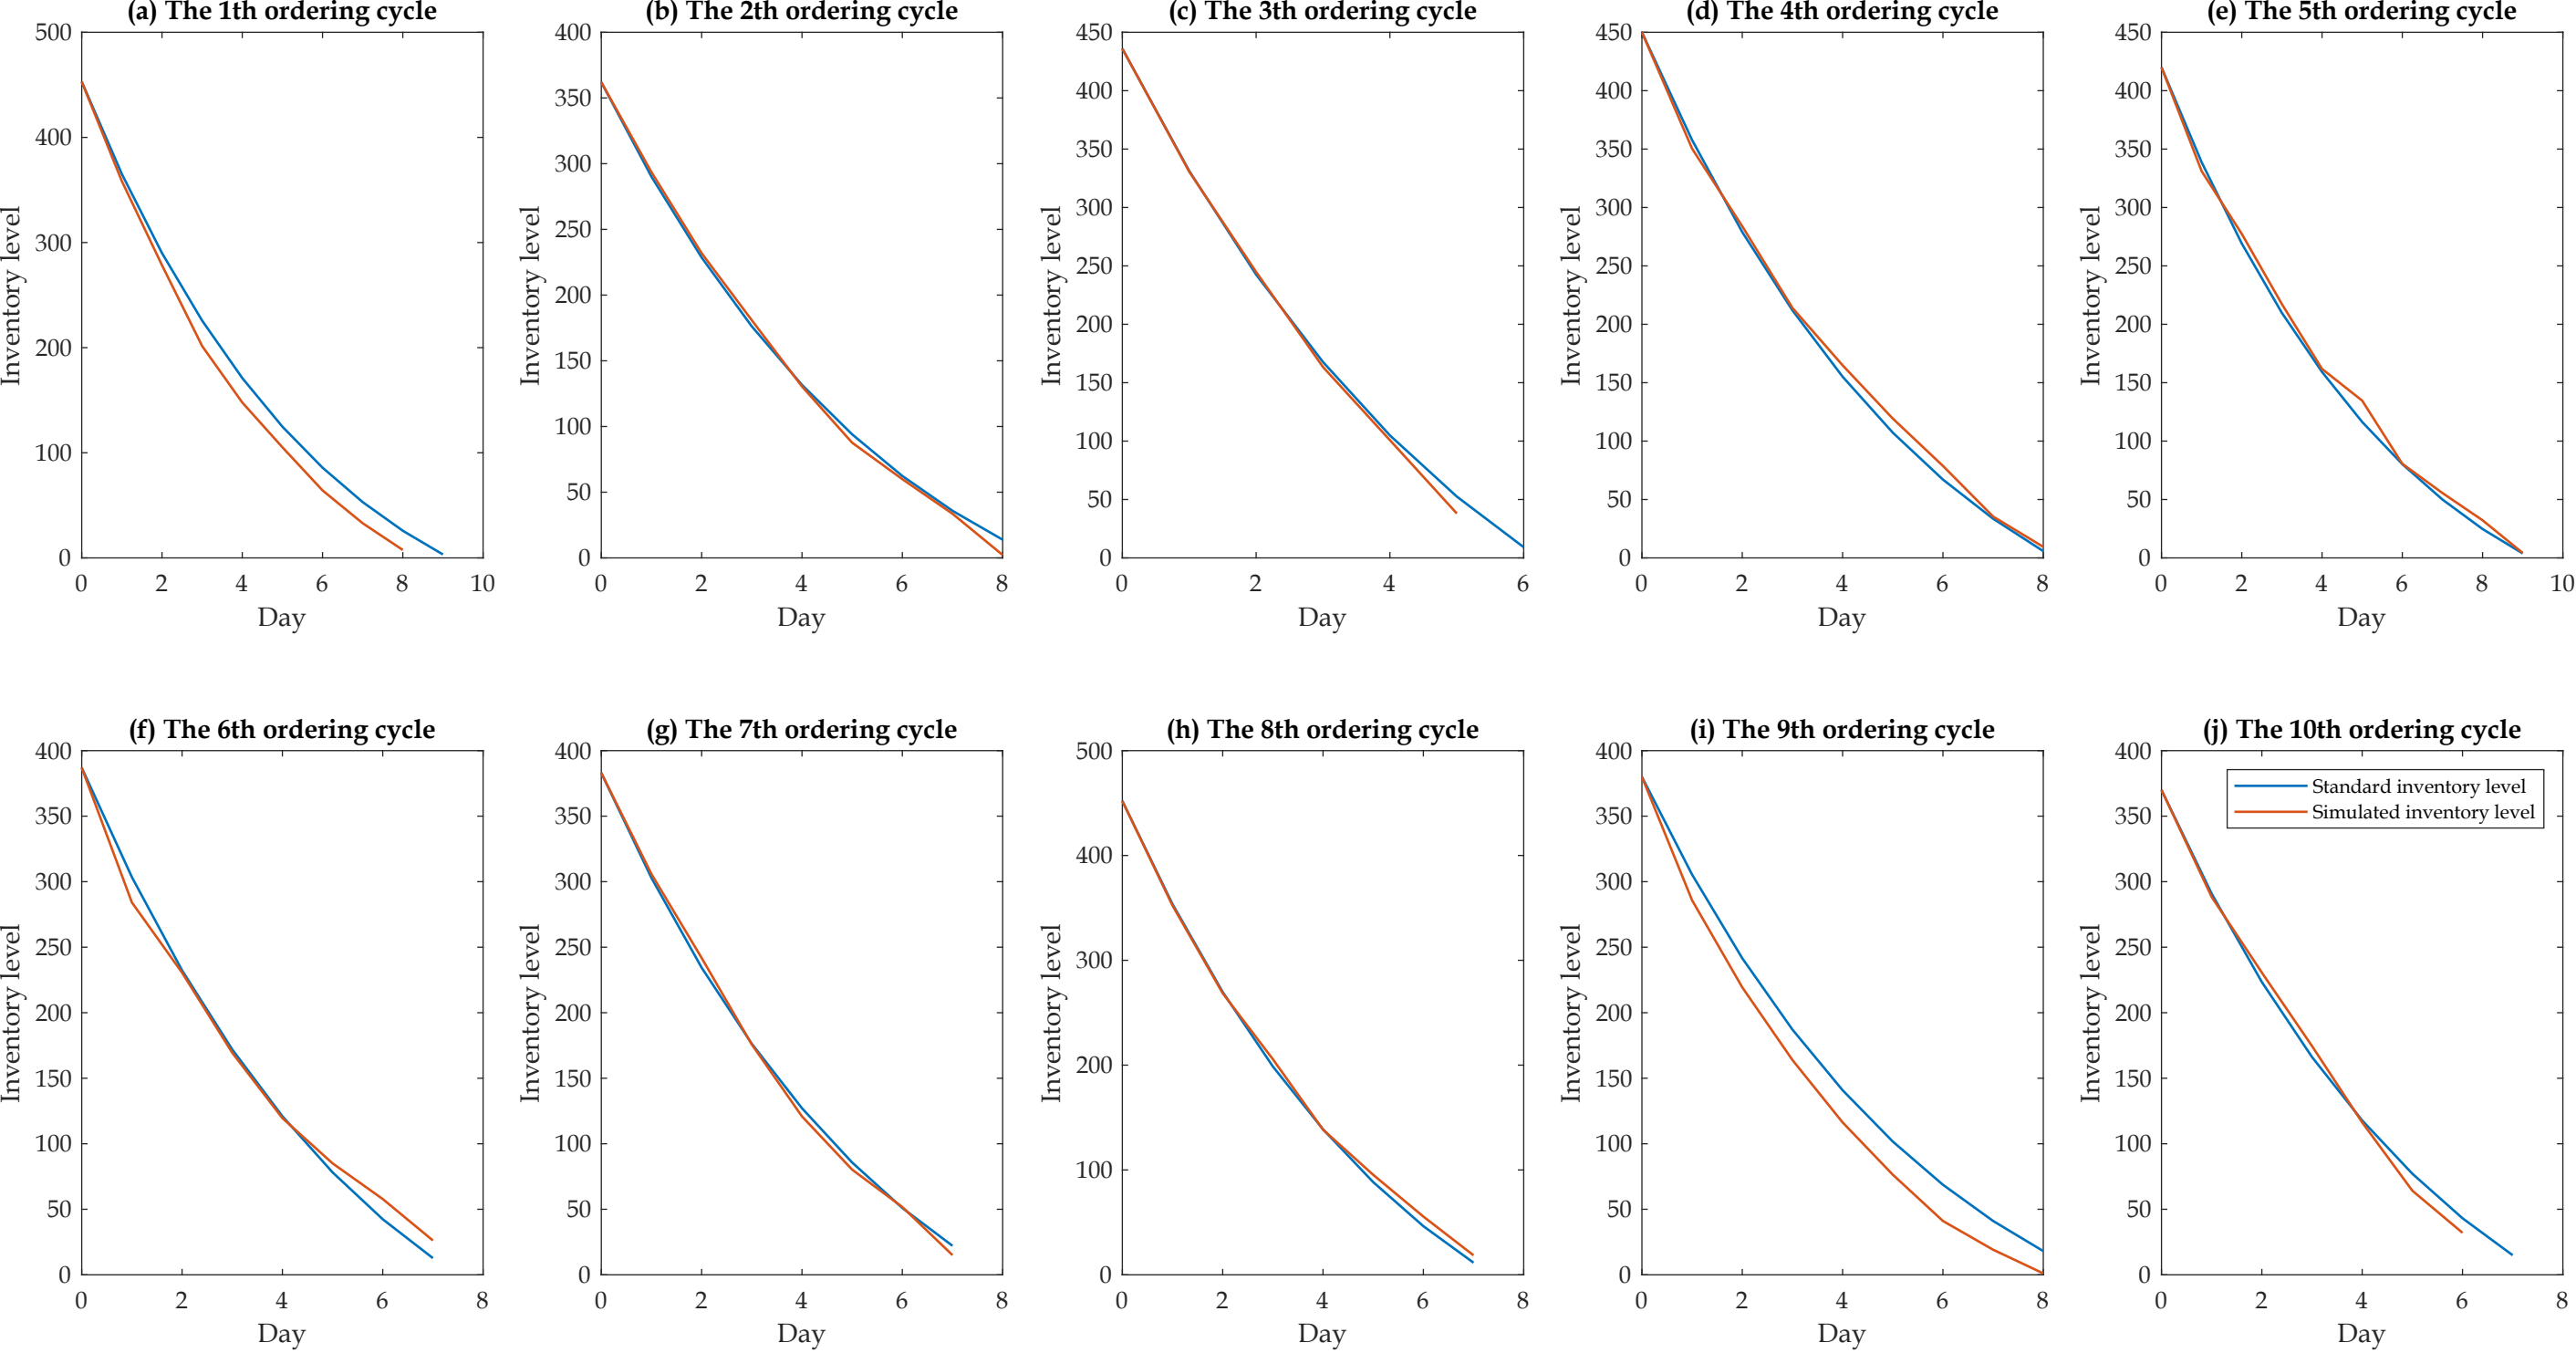 (a) The 1th ordering cycle
500
400
300
200
100
0
0 2 4 6 8 10
Inventory level
Day
(b) The 2th ordering cycle
400
350
300
250
200
150
100
50
0
0 2 4 6 8
Inventory level
Day
(c) The 3th ordering cycle
450
400
350
300
250
200
150
100
50
0
0 2 4 6
Inventory level
Day
(d) The 4th ordering cycle
450
400
350
300
250
200
150
100
50
0
0 2 4 6 8
Inventory level
Day
(e) The 5th ordering cycle
450
400
350
300
250
200
150
100
50
0
0 2 4 6 8 10
Inventory level
Day
(f) The 6th ordering cycle
400
350
300
250
200
150
100
50
0
0 2 4 6 8
Inventory level
Day
(g) The 7th ordering cycle
400
350
300
250
200
150
100
50
0
0 2 4 6 8
Inventory level
Day
(h) The 8th ordering cycle
500
400
300
200
100
0
0 2 4 6 8
Inventory level
Day
(i) The 9th ordering cycle
400
350
300
250
200
150
100
50
0
0 2 4 6 8
Inventory level
Day
(j) The 10th ordering cycle
Standard inventory level
Simulated inventory level
400
350
300
250
200
150
100
50
0
0 2 4 6 8
Inventory level
Day